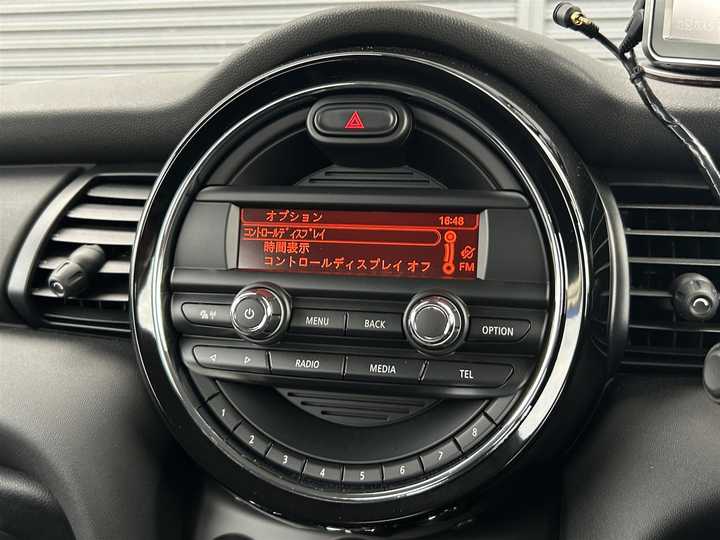 オプション 16:48
コントロールディスプレイ
時間表示
コントロールディスプレイ オフ FM
MENU BACK OPTION
RADIO MEDIA TEL
1 2 3 4 5 6 7 8